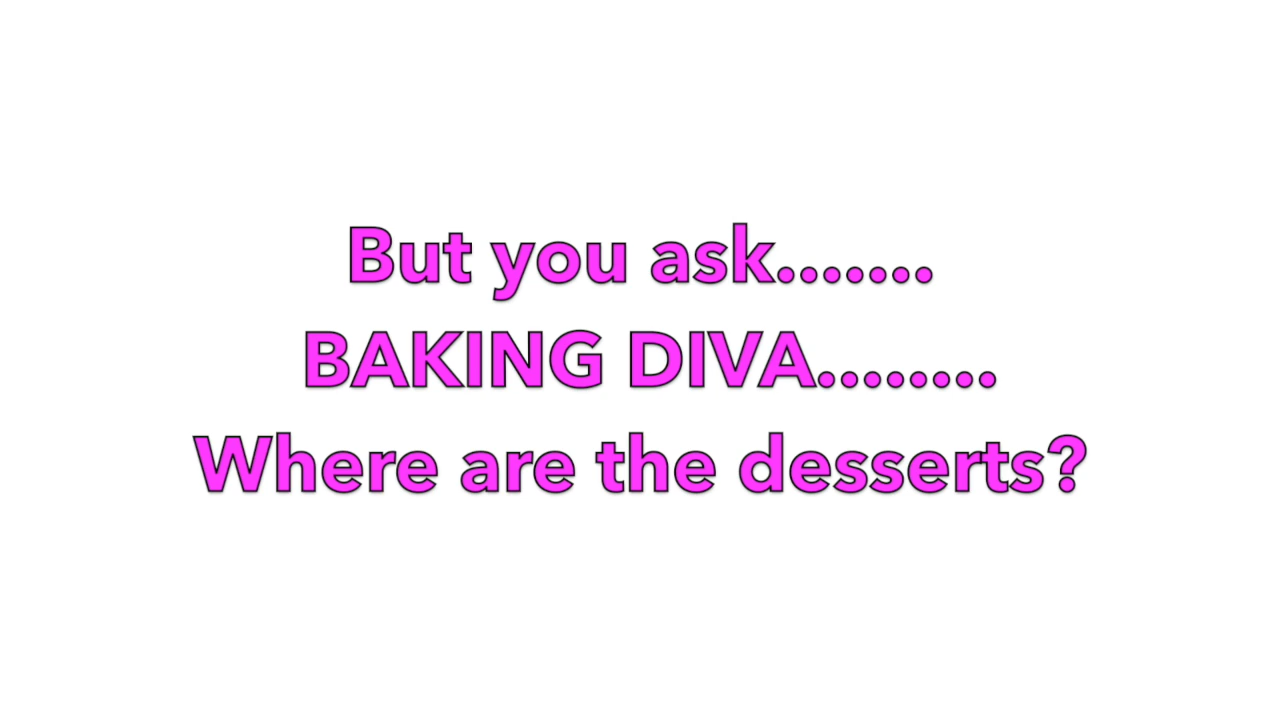 But you ask.......
BAKING DIVA........
Where are the desserts?